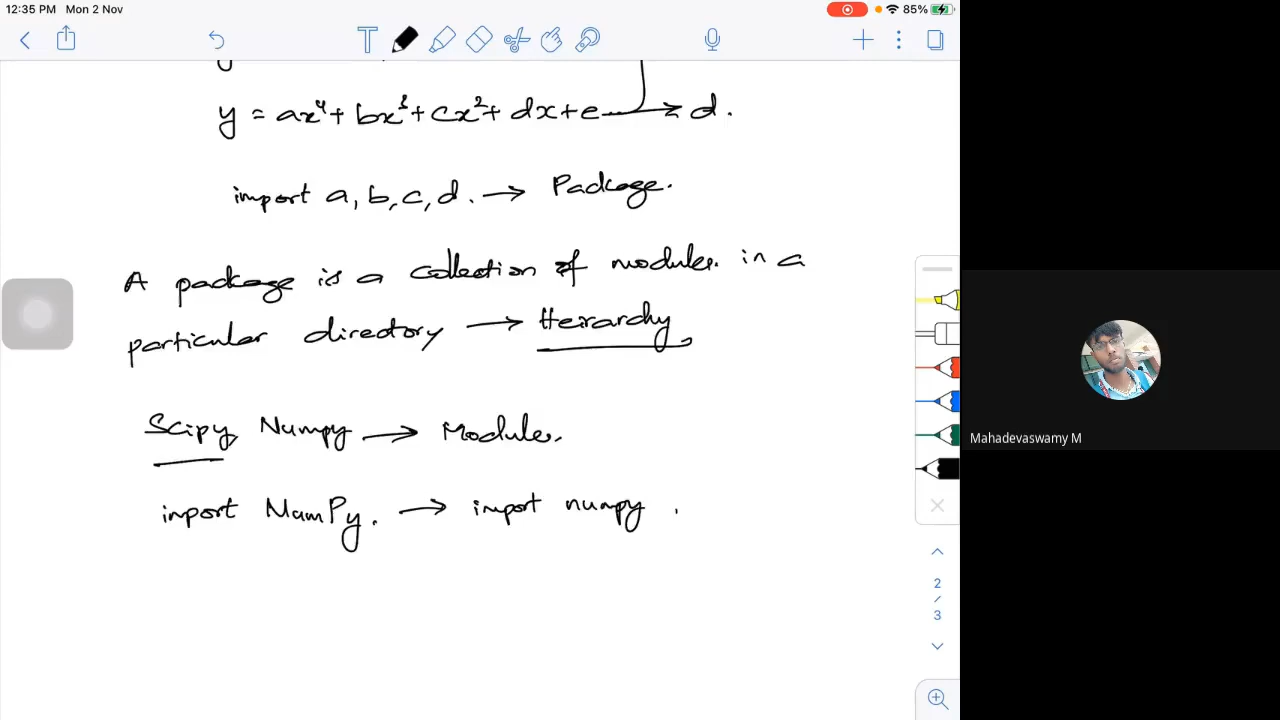 12:35 PM Mon 2 Nov
85%
T
y = ax⁴ + bx³ + cx² + dx + e → d.
import a, b, c, d. → Package.
A package is a collection of modules. in a
particular directory → Heirarchy
Scipy, Numpy → Modules.
import NumPy. → import numpy .
Mahadevaswamy M
2
/
3